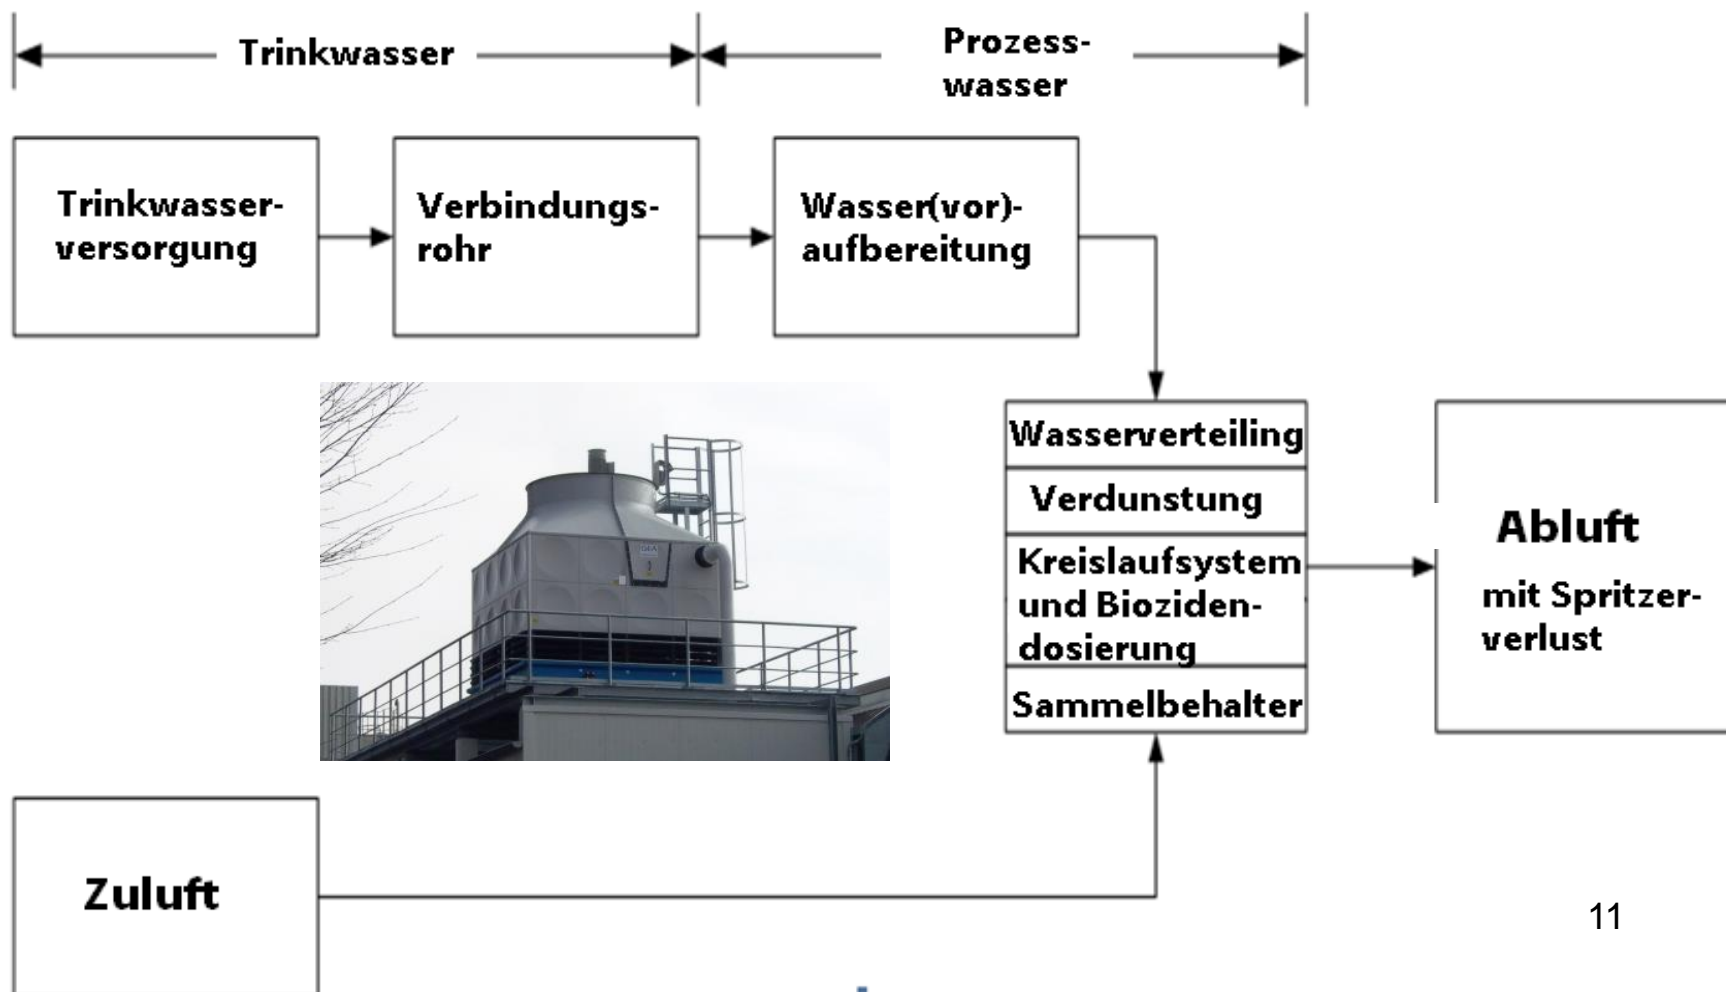 Trinkwasser
Prozess-
wasser
Trinkwasser-
versorgung
Verbindungs-
rohr
Wasser(vor)-
aufbereitung
Wasserverteiling
Verdunstung
Kreislaufsystem
und Bioziden-
dosierung
Sammelbehalter
Abluft
mit Spritzer-
verlust
Zuluft
11